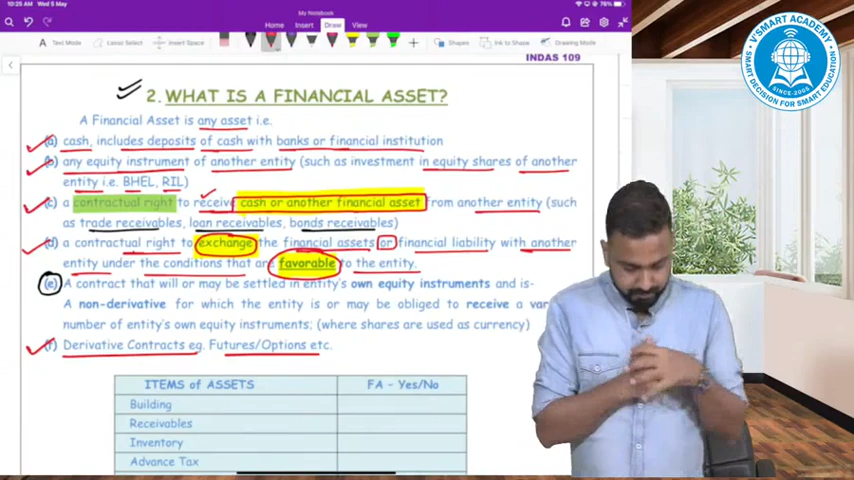 10:25 AM Wed 5 Jun
76%
My Notebook
Home Insert Draw View
Text Mode Lasso Select Insert Space Shapes Ink to Shape Drawing Mode
INDAS 109
2. WHAT IS A FINANCIAL ASSET?
A Financial Asset is any asset i.e.
(a) cash, includes deposits of cash with banks or financial institution
(b) any equity instrument of another entity (such as investment in equity shares of another
entity i.e. BHEL, RIL)
(c) a contractual right to receive cash or another financial asset from another entity (such
as trade receivables, loan receivables, bonds receivables)
(d) a contractual right to exchange the financial assets or financial liability with another
entity under the conditions that are favorable to the entity.
(e) A contract that will or may be settled in entity's own equity instruments and is-
A non-derivative for which the entity is or may be obliged to receive a
number of entity's own equity instruments; (where shares are used as currency)
(f) Derivative Contracts eg. Futures/Options etc.
ITEMS of ASSETS FA - Yes/No
Building
Receivables
Inventory
Advance Tax
V'SMART ACADEMY
SINCE-2005
SMART DECISION FOR SMART EDUCATION